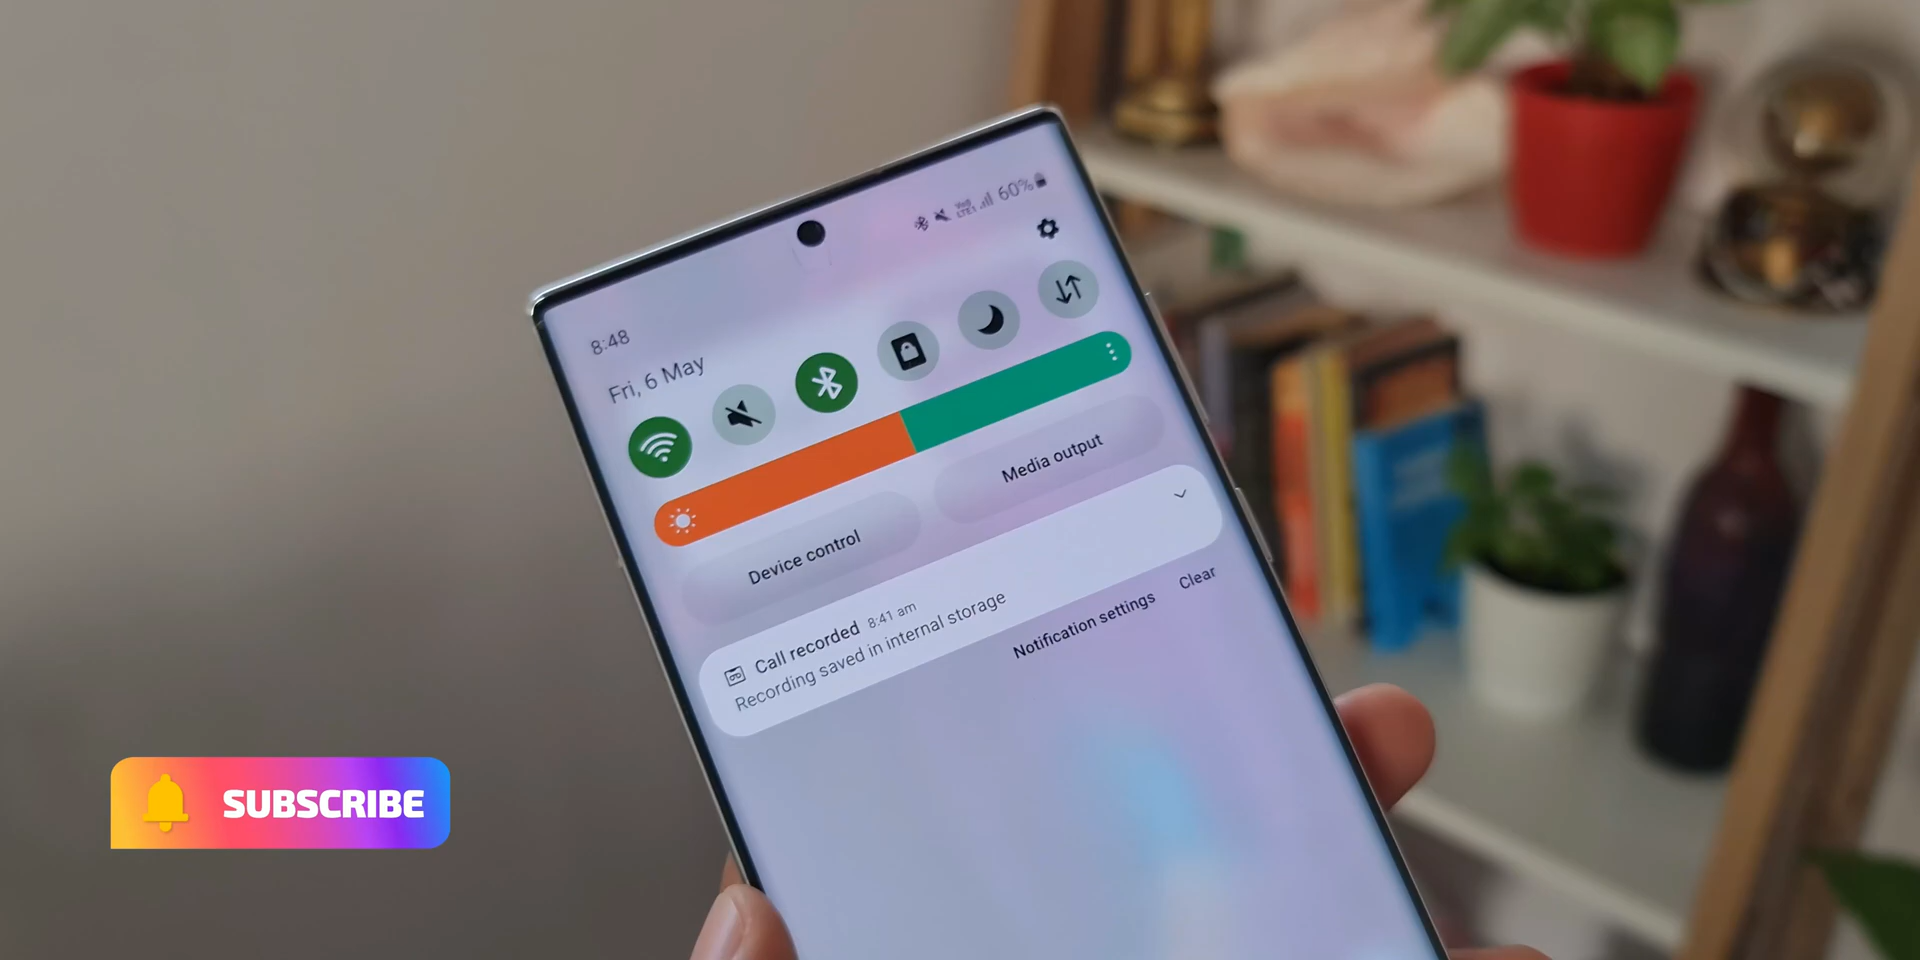 60%
8:48
Fri, 6 May
Media output
Device control
Call recorded 8:41 am
Recording saved in internal storage
Notification settings Clear
SUBSCRIBE